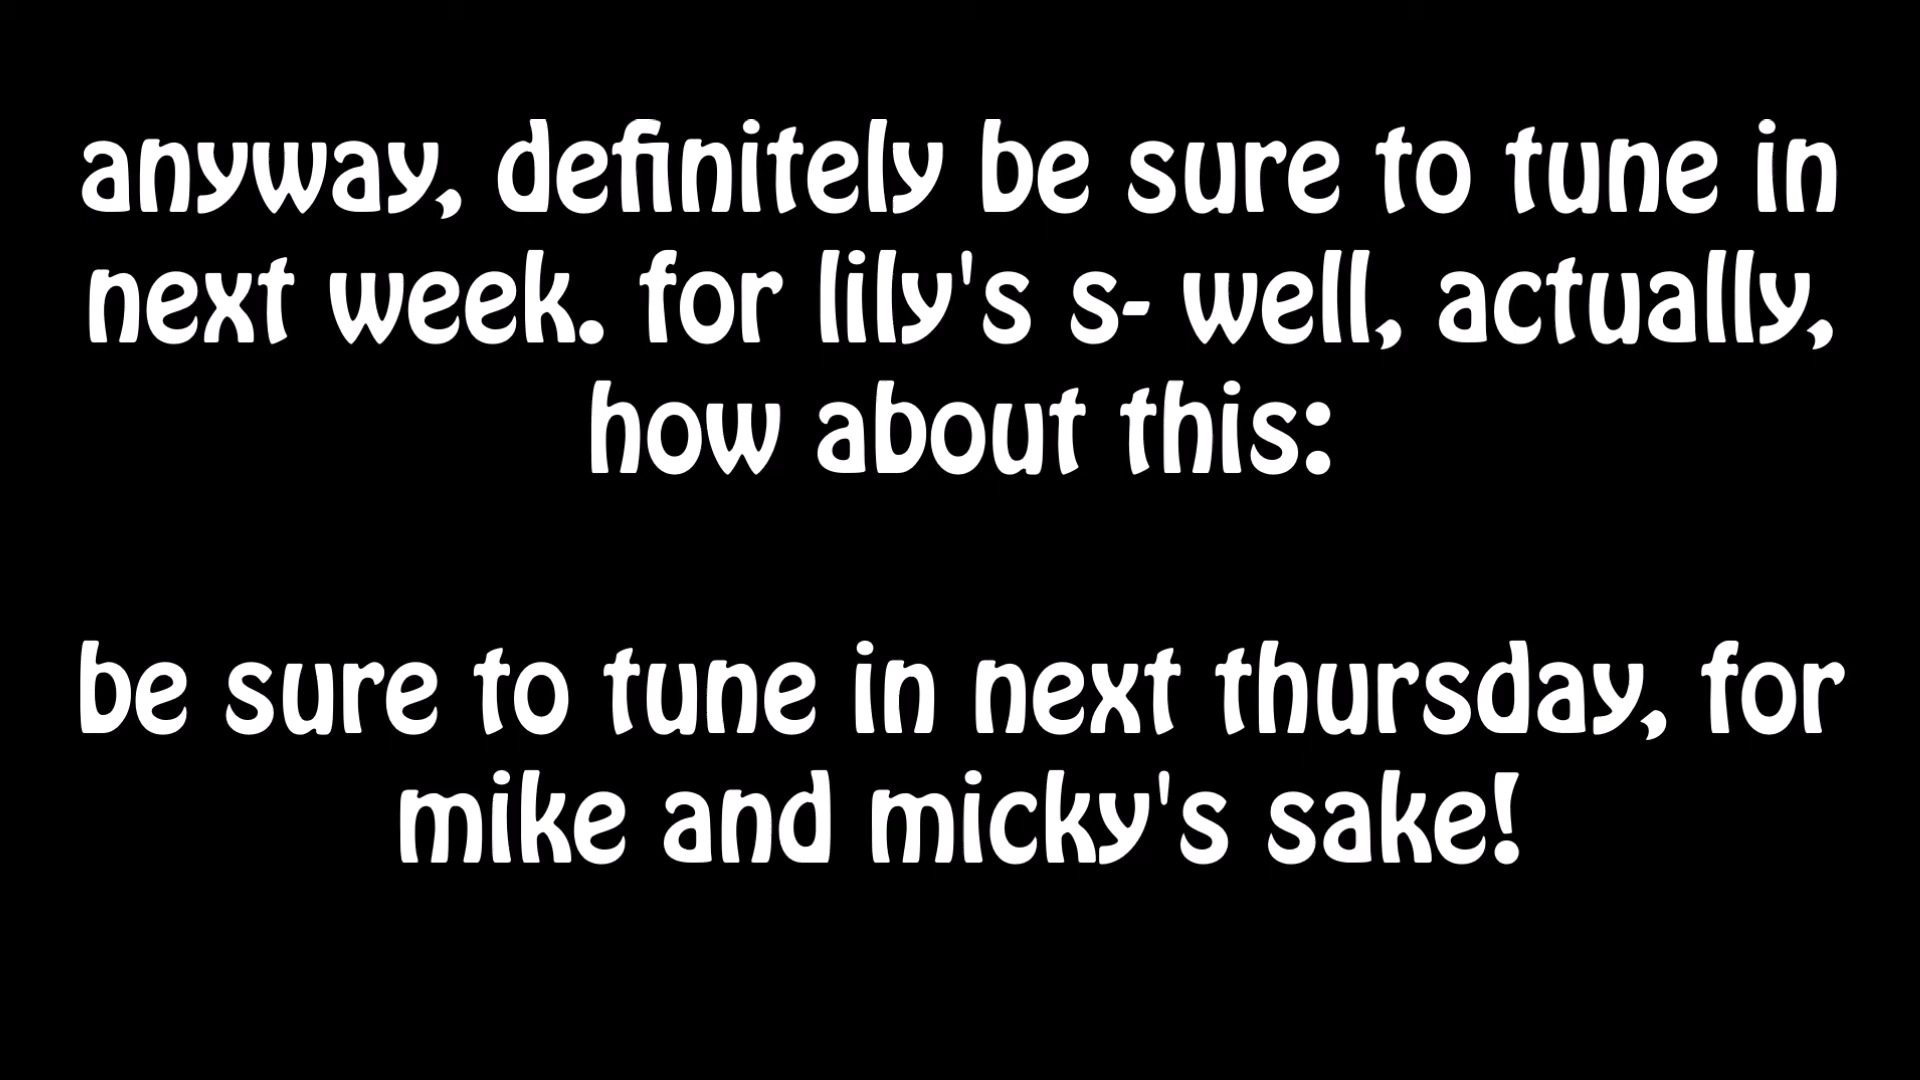 anyway, definitely be sure to tune in
next week. for lily's s- well, actually,
how about this:
be sure to tune in next thursday, for
mike and micky's sake!